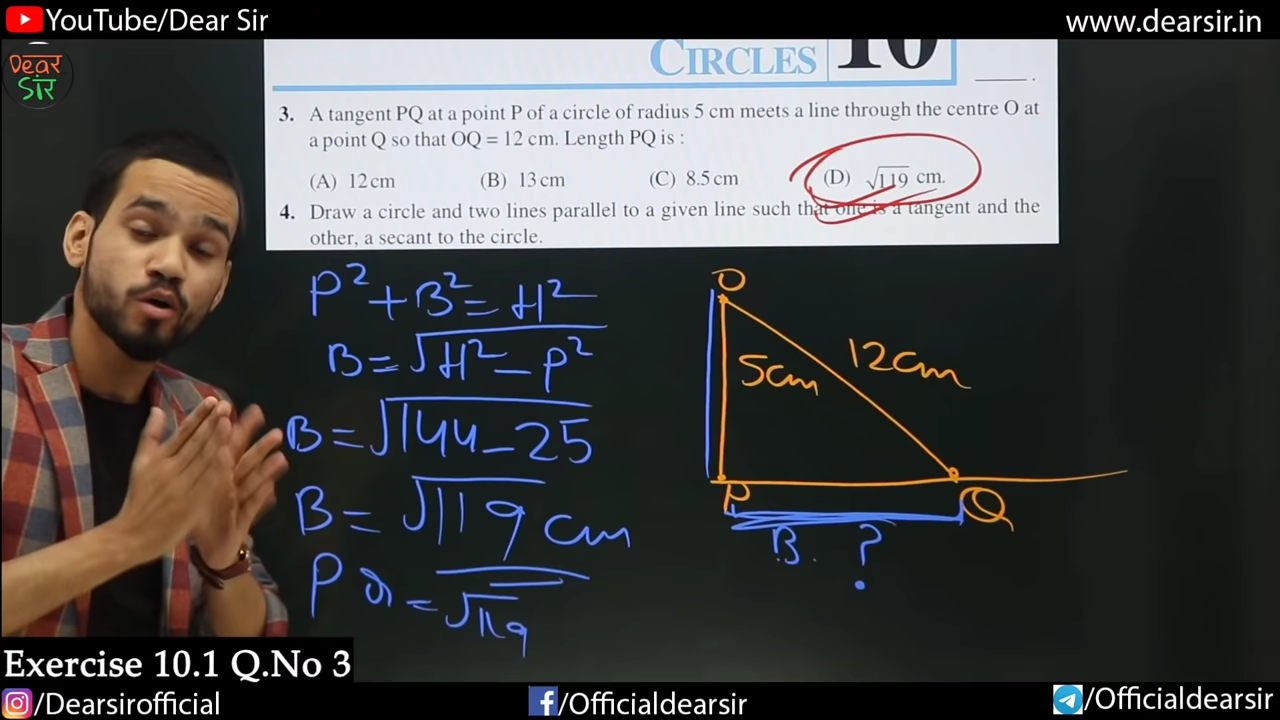 YouTube/Dear Sir
www.dearsir.in
Dear
सर
CIRCLES 10
3. A tangent PQ at a point P of a circle of radius 5 cm meets a line through the centre O at
a point Q so that OQ = 12 cm. Length PQ is :
(A) 12 cm (B) 13 cm (C) 8.5 cm (D) √119 cm.
4. Draw a circle and two lines parallel to a given line such that one is a tangent and the
other, a secant to the circle.
P² + B² = H²
B = √H² - P²
B = √144 - 25
B = √119 cm
PQ = √119
O
5cm
12cm
P
Q
B. ?
Exercise 10.1 Q.No 3
/Dearsirofficial
/Officialdearsir
/Officialdearsir